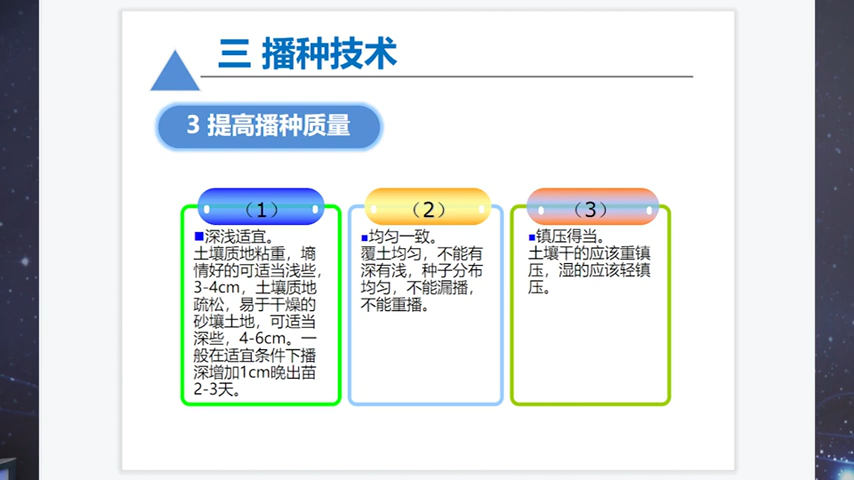 三 播种技术
3 提高播种质量
（1）
■深浅适宜。
土壤质地粘重，墒
情好的可适当浅些，
3-4cm，土壤质地
疏松，易于干燥的
砂壤土地，可适当
深些，4-6cm。一
般在适宜条件下播
深增加1cm晚出苗
2-3天。
（2）
■均匀一致。
覆土均匀，不能有
深有浅，种子分布
均匀，不能漏播，
不能重播。
（3）
■镇压得当。
土壤干的应该重镇
压，湿的应该轻镇
压。